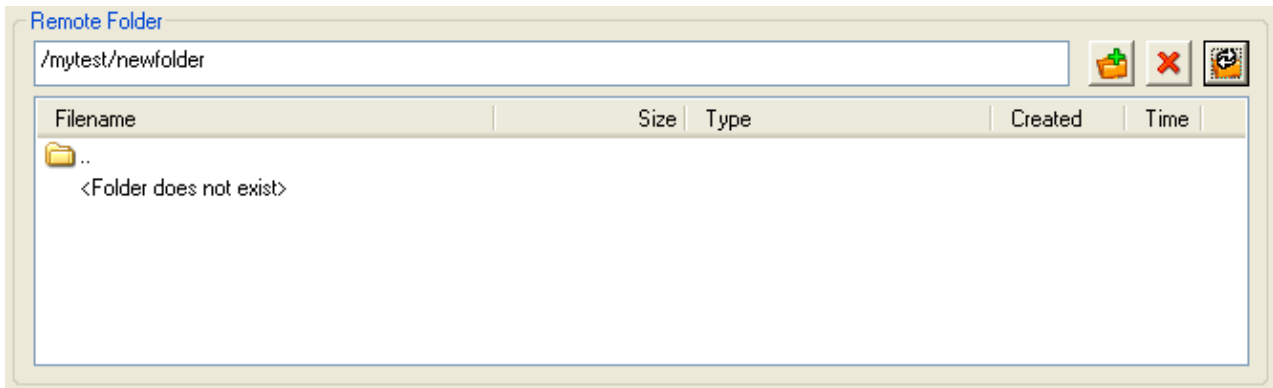 Remote Folder
/mytest/newfolder
Filename Size Type Created Time
..
<Folder does not exist>